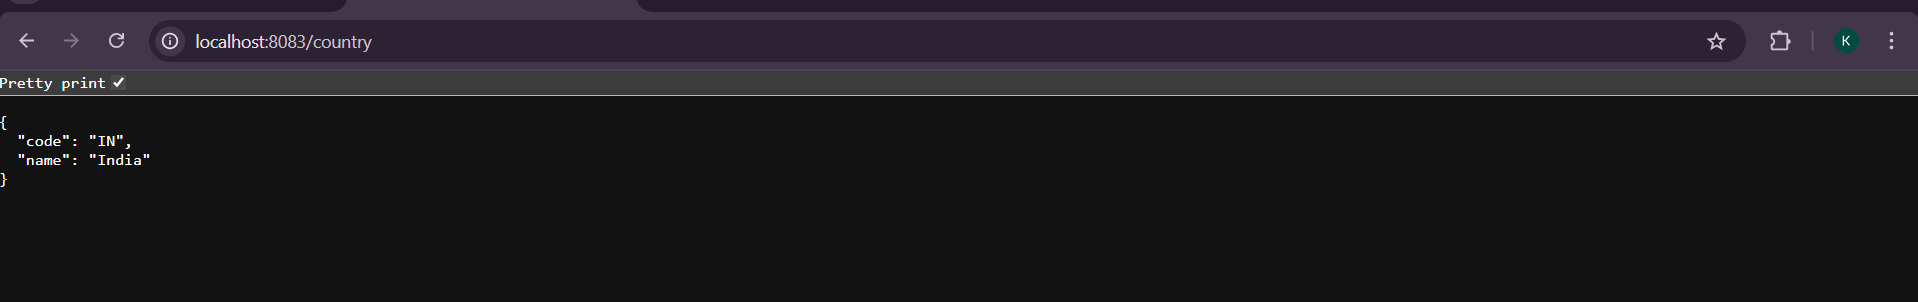 localhost:8083/country
K
Pretty print
{
"code": "IN",
"name": "India"
}